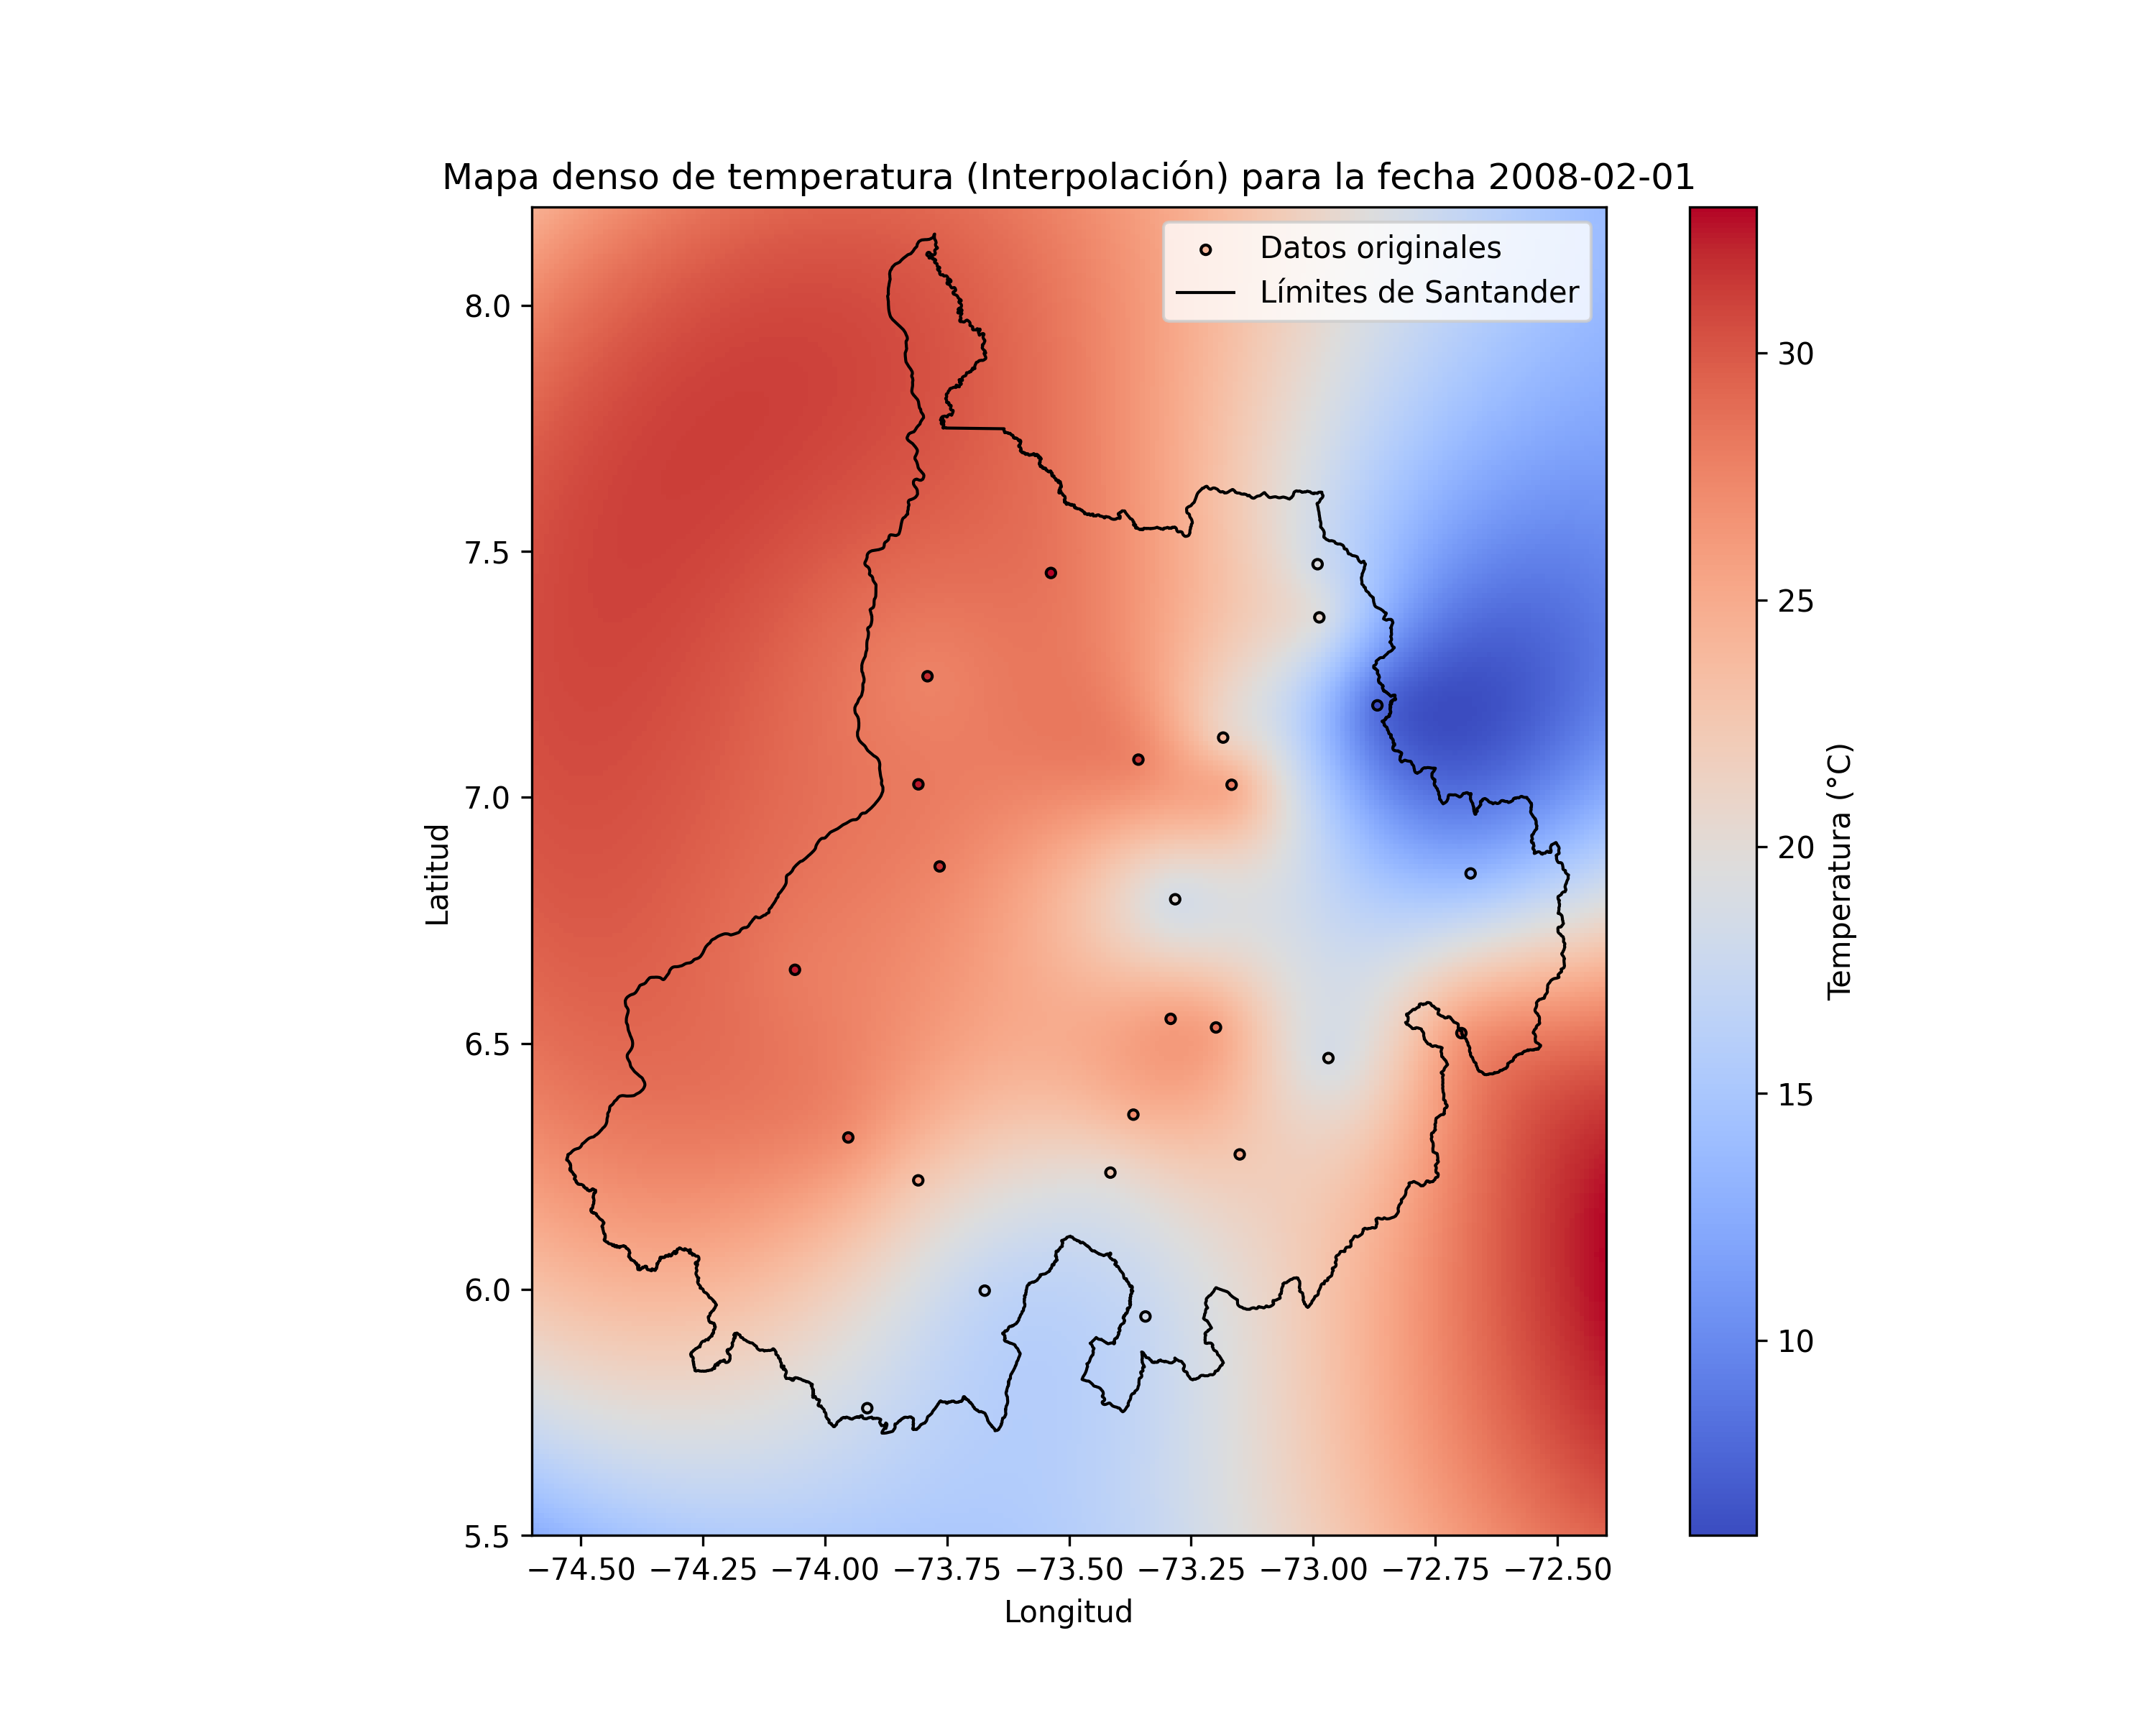 Mapa denso de temperatura (Interpolación) para la fecha 2008-02-01
Datos originales
Límites de Santander
8.0
7.5
7.0
6.5
6.0
5.5
Latitud
−74.50 −74.25 −74.00 −73.75 −73.50 −73.25 −73.00 −72.75 −72.50
Longitud
30
25
20
15
10
Temperatura (°C)